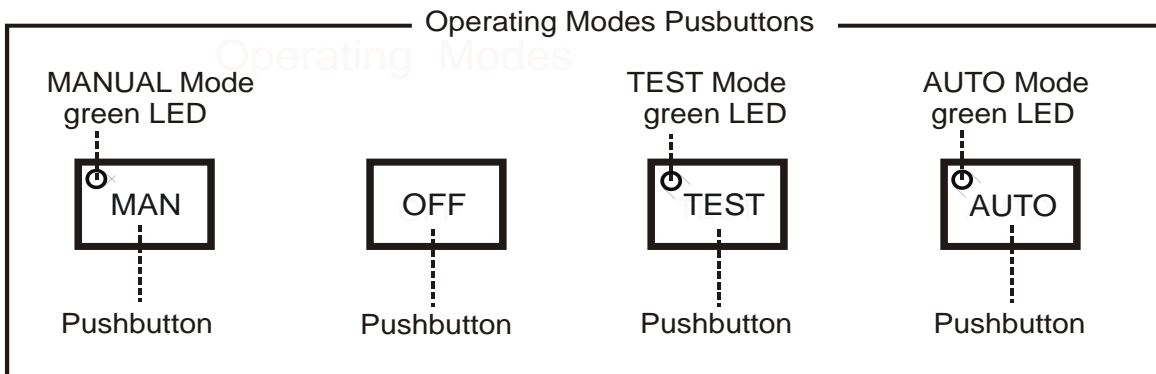 Operating Modes Pusbuttons
Operating Modes
MANUAL Mode
green LED
TEST Mode
green LED
AUTO Mode
green LED
MAN
OFF
TEST
AUTO
Pushbutton
Pushbutton
Pushbutton
Pushbutton